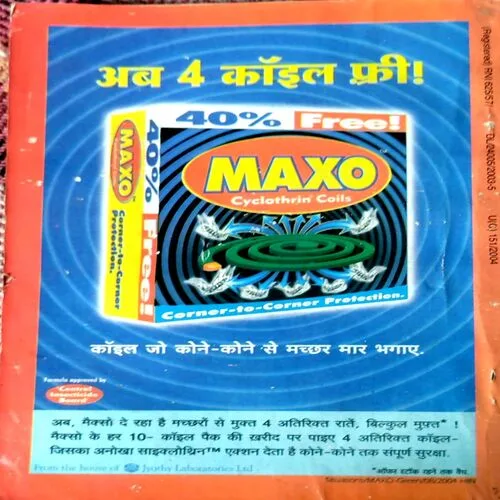 अब 4 कॉइल फ्री!
40% Free!
40% Free!
MAXO
Cyclothrin Coils
MAXO
Corner-to-Corner Protection.
Corner-to-Corner Protection.
कॉइल जो कोने-कोने से मच्छर मार भगाए.
Formula approved by
Central
Insecticide
Board
अब, मैक्सो दे रहा है मच्छरों से मुक्त 4 अतिरिक्त रातें, बिल्कुल मुफ़्त* !
मैक्सो के हर 10- कॉइल पैक की खरीद पर पाइए 4 अतिरिक्त कॉइल-
जिसका अनोखा साइक्लोथ्रिन™ एक्शन देता है कोने-कोने तक संपूर्ण सुरक्षा.
From the house of Jyothy Laboratories Ltd
*ऑफर स्टॉक रहने तक वैध.